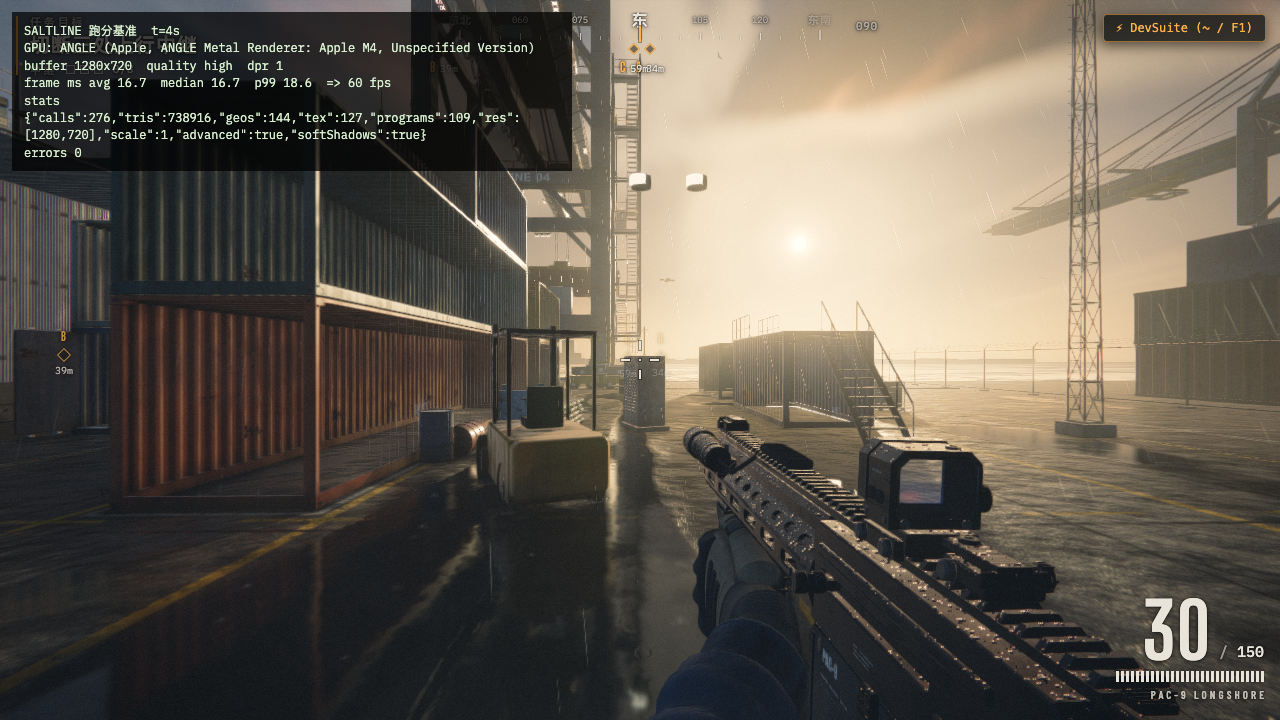 SALTLINE 跑分基准 t=4s
GPU: ANGLE (Apple, ANGLE Metal Renderer: Apple M4, Unspecified Version)
buffer 1280x720 quality high dpr 1
frame ms avg 16.7 median 16.7 p99 18.6 => 60 fps
stats
{"calls":276,"tris":738916,"geos":144,"tex":127,"programs":109,"res":
[1280,720],"scale":1,"advanced":true,"softShadows":true}
errors 0
060 075 东 105 120 东南 090
C 59m 34m
⚡ DevSuite (~ / F1)
B
39m
30 / 150
PAC-9 LONGSHORE